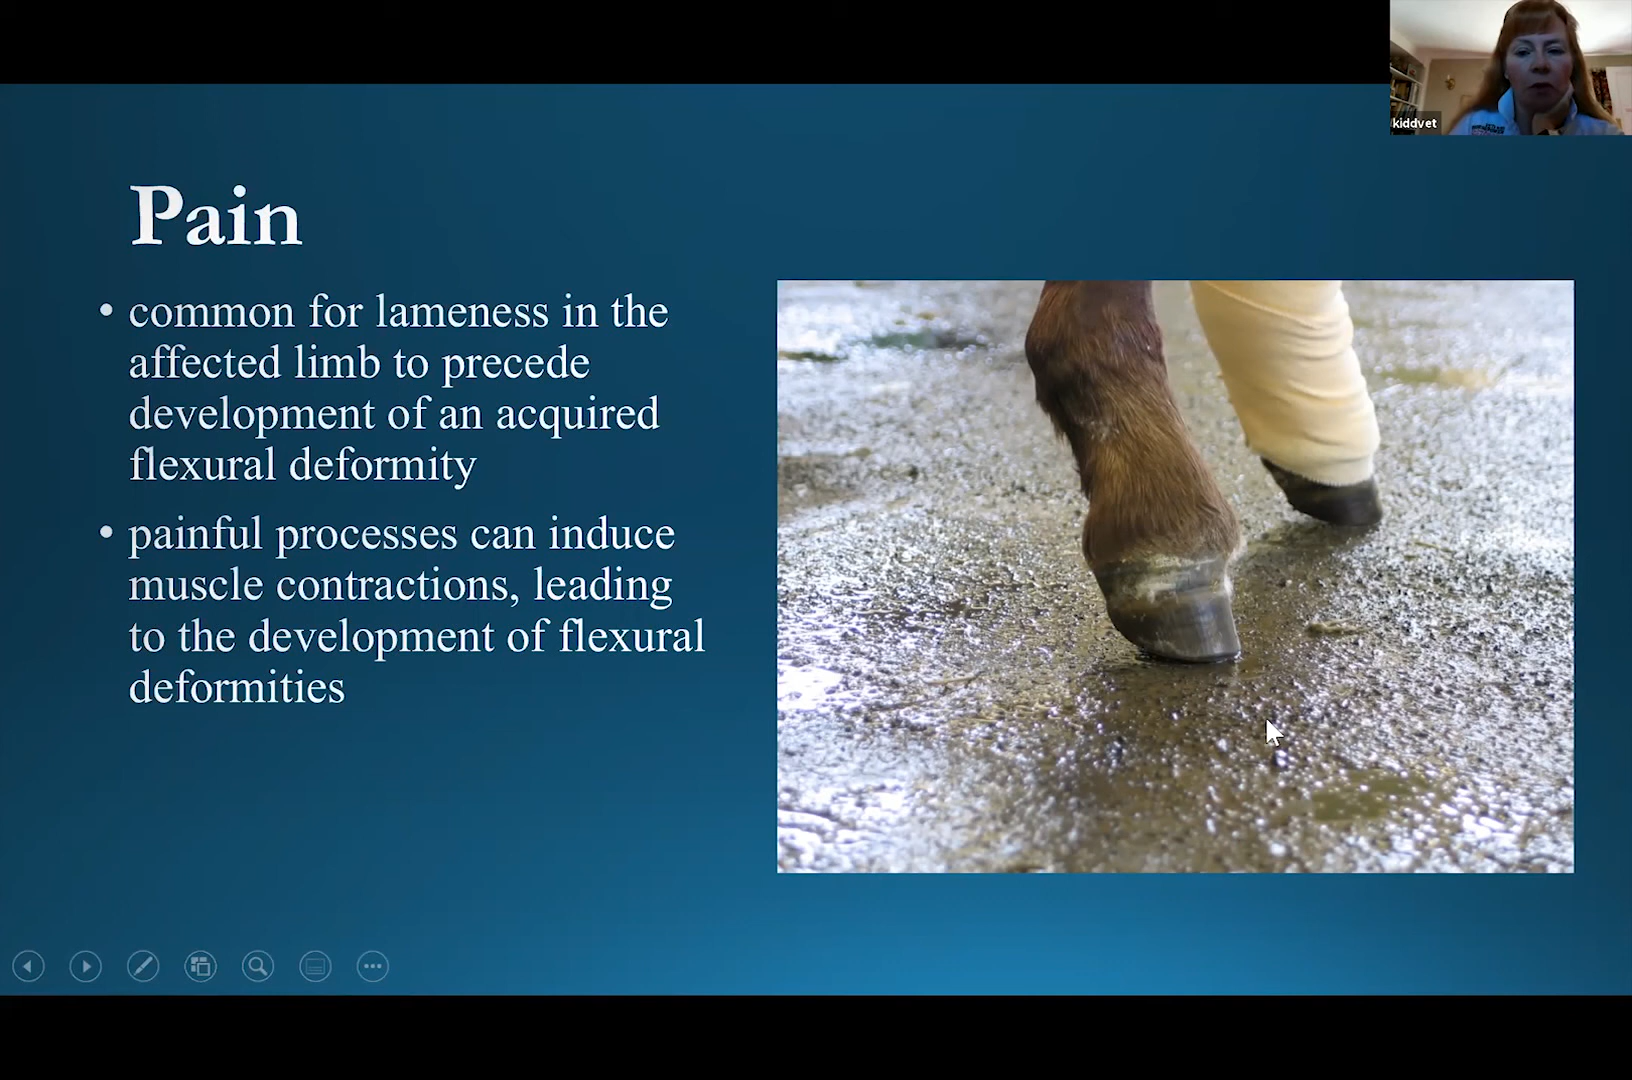 kiddvet
Pain
• common for lameness in the
affected limb to precede
development of an acquired
flexural deformity
• painful processes can induce
muscle contractions, leading
to the development of flexural
deformities